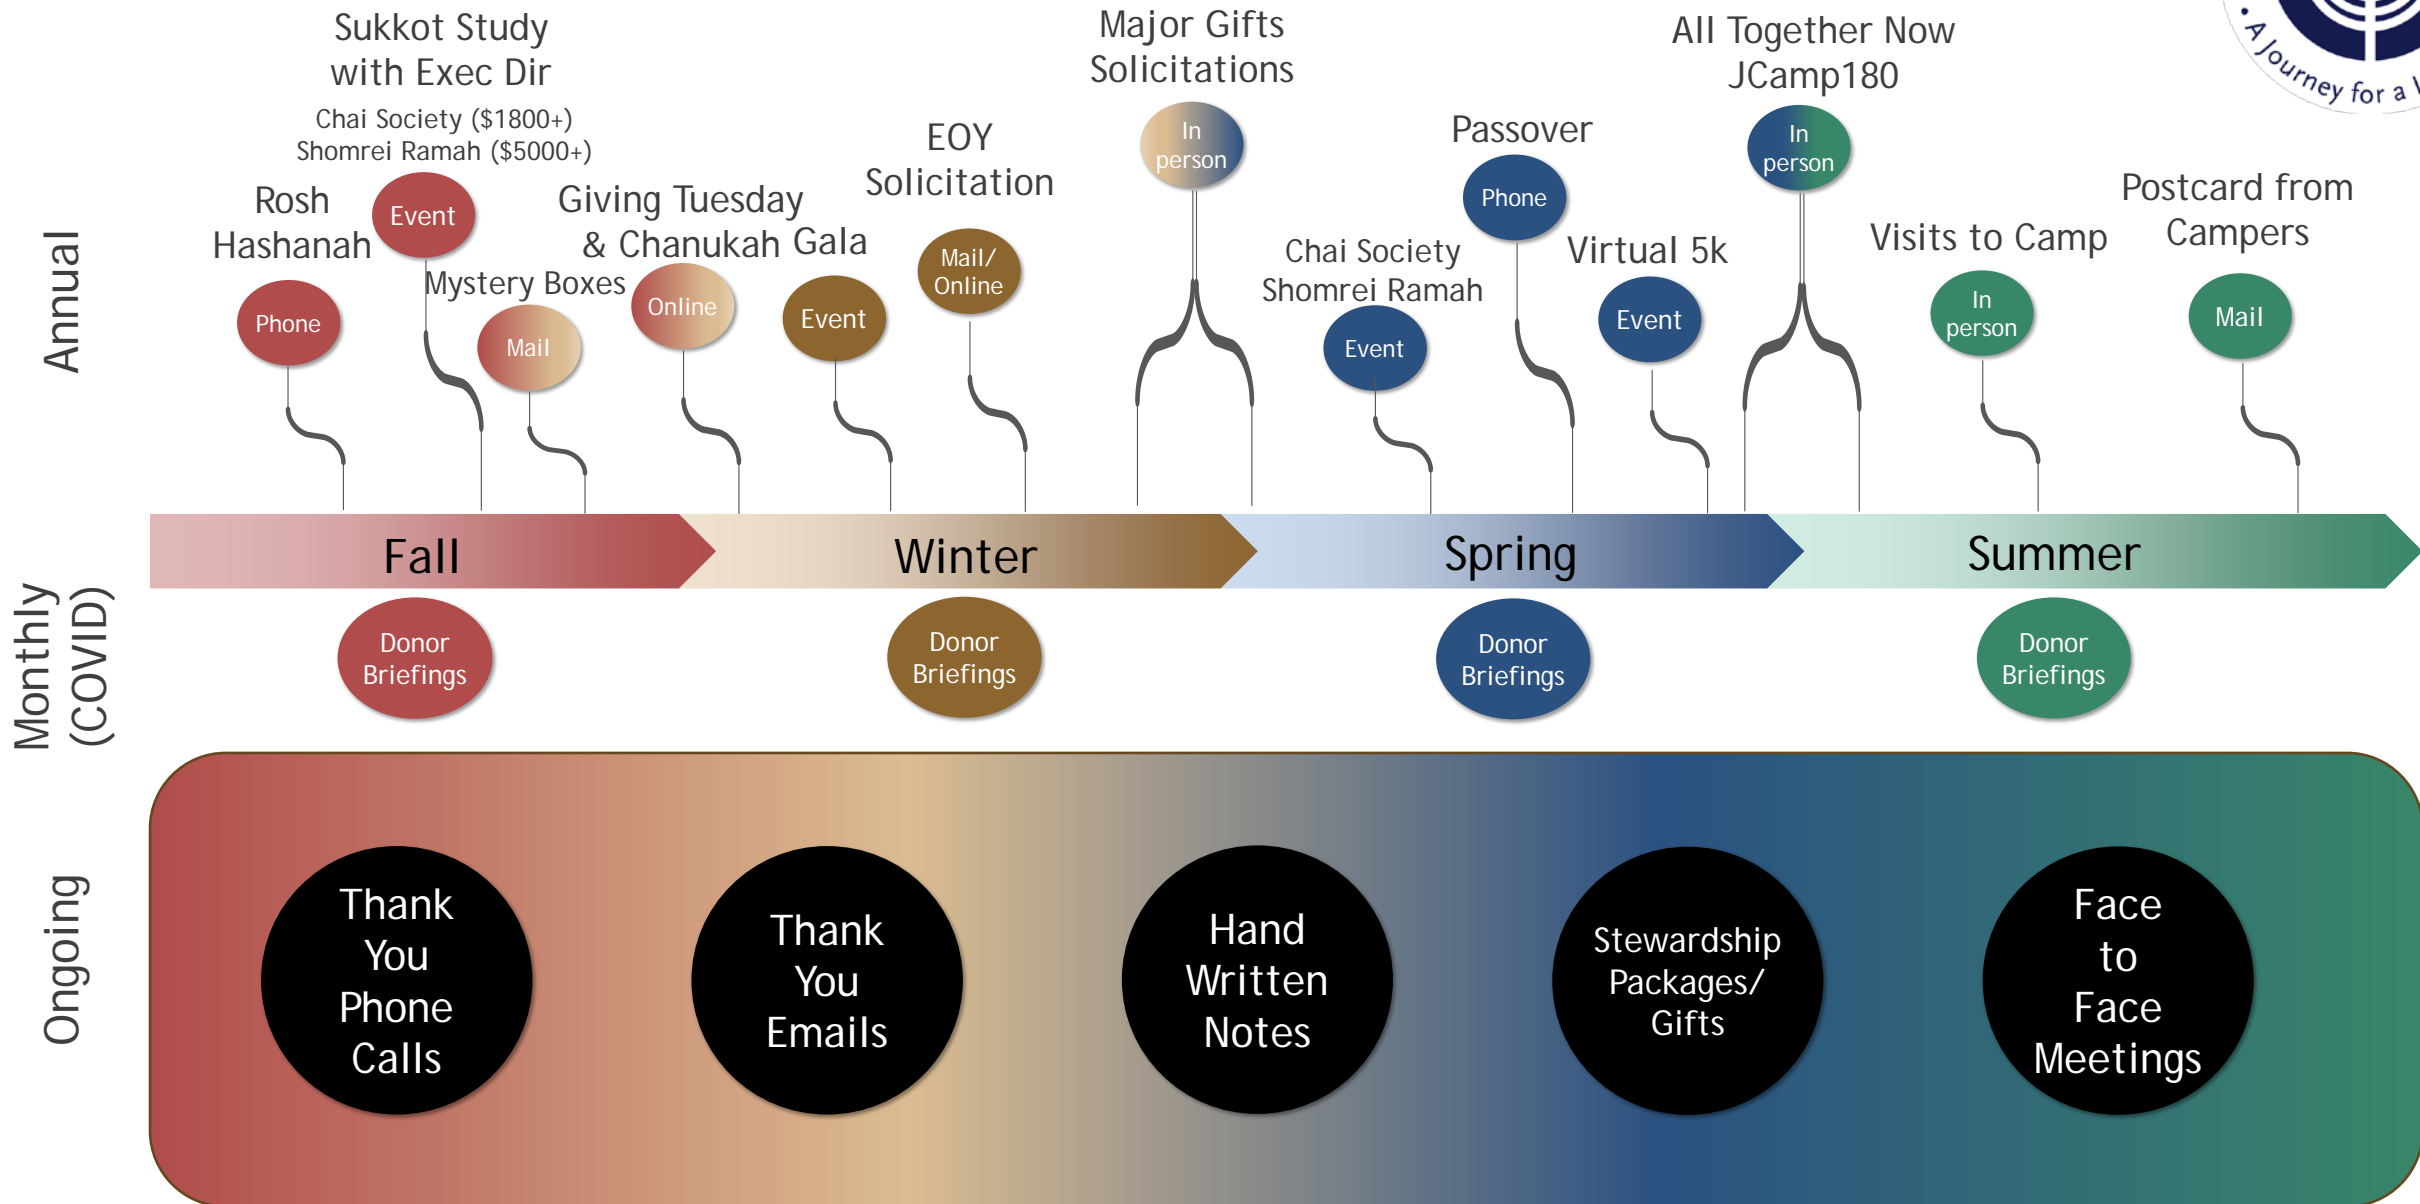 Sukkot Study
with Exec Dir
Chai Society ($1800+)
Shomrei Ramah ($5000+)
Major Gifts
Solicitations
All Together Now
JCamp180
• A Journey for a
EOY
Solicitation
Passover
Rosh
Hashanah
Giving Tuesday
& Chanukah
Gala
Mystery Boxes
Chai Society
Shomrei Ramah
Virtual 5k
Visits to Camp
Postcard from
Campers
Annual
Phone
Event
Mail
Online
Event
Mail/
Online
In
person
Event
Phone
Event
In
person
In
person
Mail
Fall
Winter
Spring
Summer
Monthly
(COVID)
Donor
Briefings
Donor
Briefings
Donor
Briefings
Donor
Briefings
Ongoing
Thank
You
Phone
Calls
Thank
You
Emails
Hand
Written
Notes
Stewardship
Packages/
Gifts
Face
to
Face
Meetings